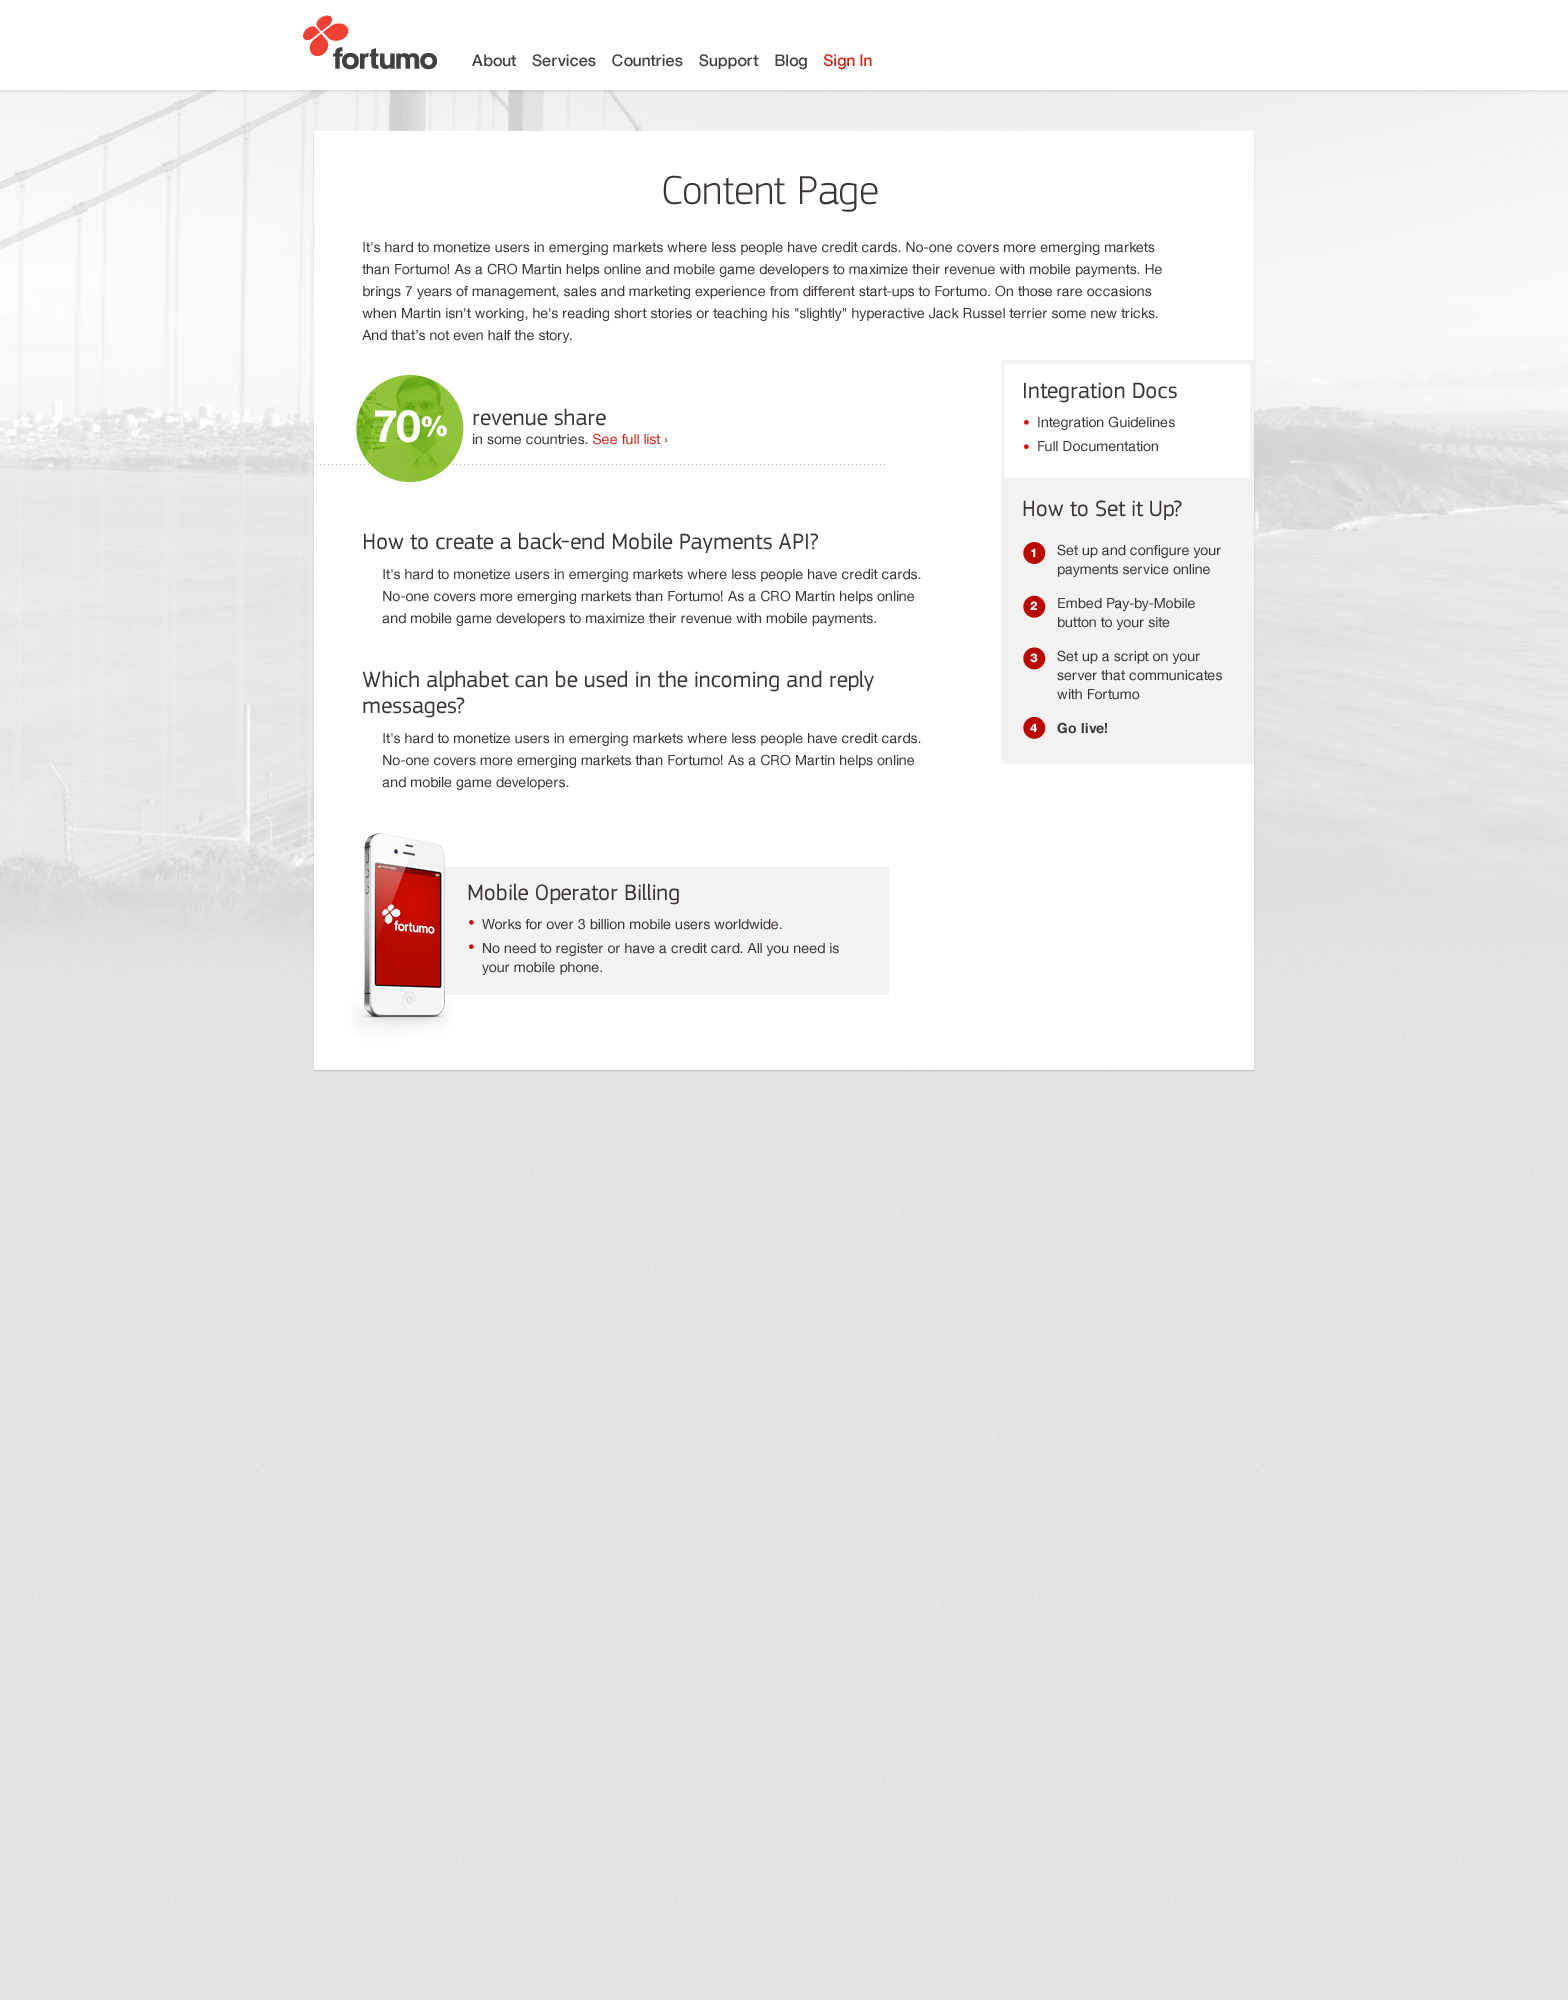 fortumo
About Services Countries Support Blog Sign In
Content Page
It's hard to monetize users in emerging markets where less people have credit cards. No-one covers more emerging markets
than Fortumo! As a CRO Martin helps online and mobile game developers to maximize their revenue with mobile payments. He
brings 7 years of management, sales and marketing experience from different start-ups to Fortumo. On those rare occasions
when Martin isn't working, he's reading short stories or teaching his "slightly" hyperactive Jack Russel terrier some new tricks.
And that’s not even half the story.
70%
revenue share
in some countries. See full list ›
How to create a back-end Mobile Payments API?
It's hard to monetize users in emerging markets where less people have credit cards.
No-one covers more emerging markets than Fortumo! As a CRO Martin helps online
and mobile game developers to maximize their revenue with mobile payments.
Which alphabet can be used in the incoming and reply
messages?
It's hard to monetize users in emerging markets where less people have credit cards.
No-one covers more emerging markets than Fortumo! As a CRO Martin helps online
and mobile game developers.
fortumo
Mobile Operator Billing
• Works for over 3 billion mobile users worldwide.
• No need to register or have a credit card. All you need is
your mobile phone.
Integration Docs
• Integration Guidelines
• Full Documentation
How to Set it Up?
1 Set up and configure your
payments service online
2 Embed Pay-by-Mobile
button to your site
3 Set up a script on your
server that communicates
with Fortumo
4 Go live!